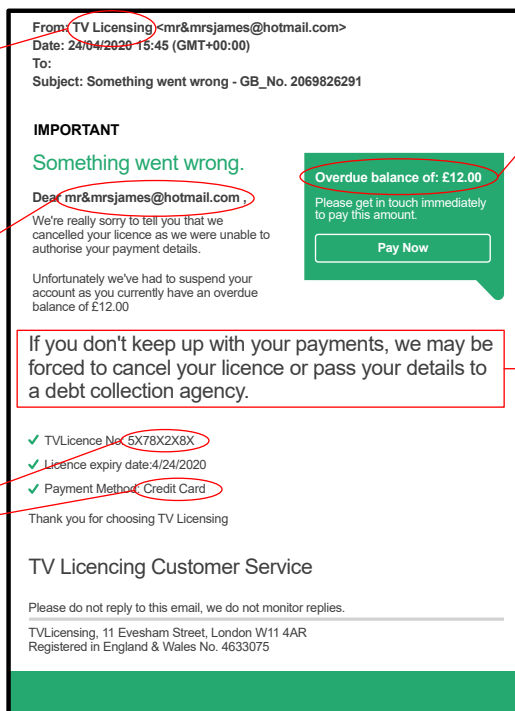 From: TV Licensing <mr&mrsjames@hotmail.com>
Date: 24/04/2020 15:45 (GMT+00:00)
To:
Subject: Something went wrong - GB_No. 2069826291
IMPORTANT
Something went wrong.
Dear mr&mrsjames@hotmail.com ,
We're really sorry to tell you that we
cancelled your licence as we were unable to
authorise your payment details.
Unfortunately we've had to suspend your
account as you currently have an overdue
balance of £12.00
Overdue balance of: £12.00
Please get in touch immediately
to pay this amount.
Pay Now
If you don't keep up with your payments, we may be
forced to cancel your licence or pass your details to
a debt collection agency.
TVLicence No: 5X78X2X8X
Licence expiry date:4/24/2020
Payment Method: Credit Card
Thank you for choosing TV Licensing
TV Licencing Customer Service
Please do not reply to this email, we do not monitor replies.
TVLicensing, 11 Evesham Street, London W11 4AR
Registered in England & Wales No. 4633075